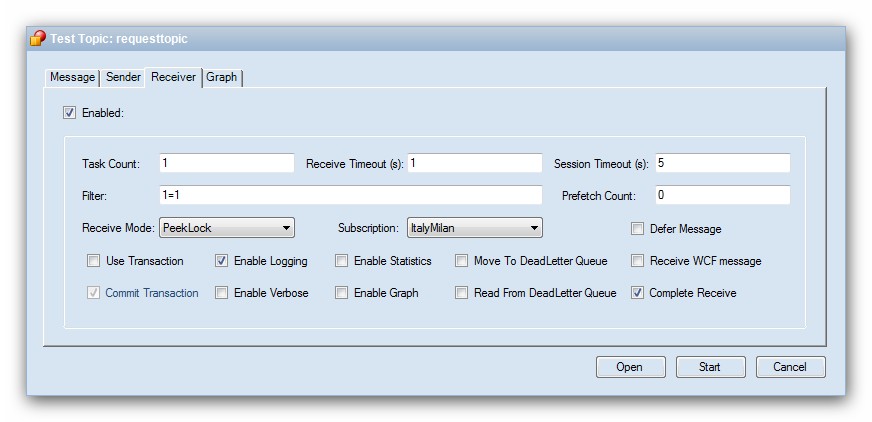 Test Topic: requesttopic
Message Sender Receiver Graph
Enabled:
Task Count: 1 Receive Timeout (s): 1 Session Timeout (s): 5
Filter: 1=1 Prefetch Count: 0
Receive Mode: PeekLock Subscription: ItalyMilan Defer Message
Use Transaction Enable Logging Enable Statistics Move To DeadLetter Queue Receive WCF message
Commit Transaction Enable Verbose Enable Graph Read From DeadLetter Queue Complete Receive
Open Start Cancel